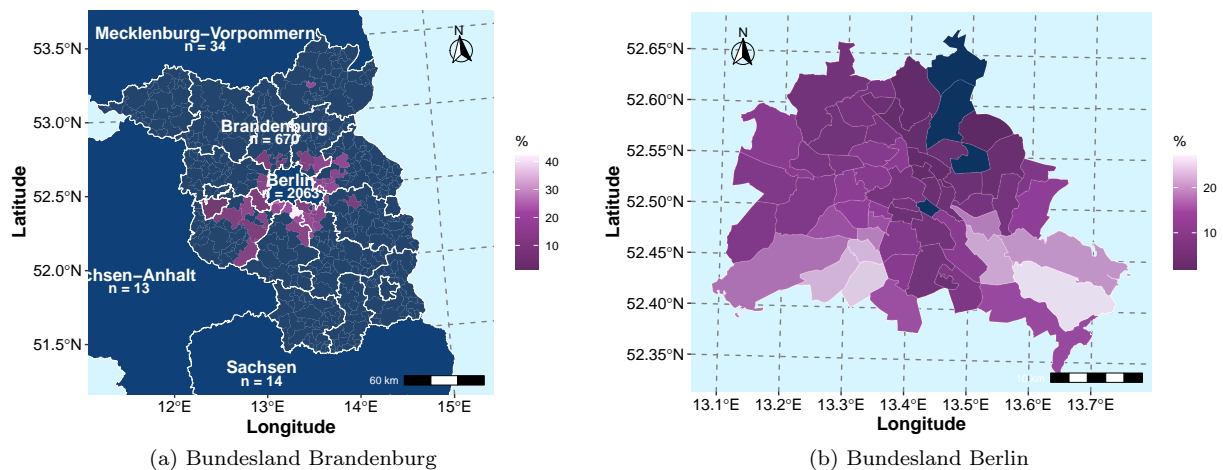 Mecklenburg−Vorpommern
n = 34
Brandenburg
n = 670
Berlin
n = 2063
chsen−Anhalt
n = 13
Sachsen
n = 14
60 km
53.5°N
53.0°N
52.5°N
52.0°N
51.5°N
12°E 13°E 14°E 15°E
Longitude
Latitude
%
40
30
20
10
(a) Bundesland Brandenburg
52.65°N
52.60°N
52.55°N
52.50°N
52.45°N
52.40°N
52.35°N
13.1°E 13.2°E 13.3°E 13.4°E 13.5°E 13.6°E 13.7°E
Longitude
Latitude
%
20
10
(b) Bundesland Berlin